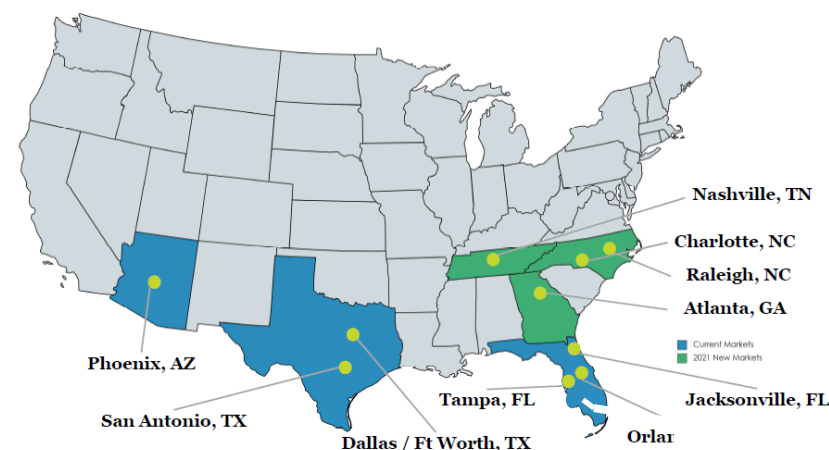 Nashville, TN
Charlotte, NC
Raleigh, NC
Atlanta, GA
Current Markets
2021 New Markets
Phoenix, AZ
Tampa, FL
Jacksonville, FL
San Antonio, TX
Dallas / Ft Worth, TX